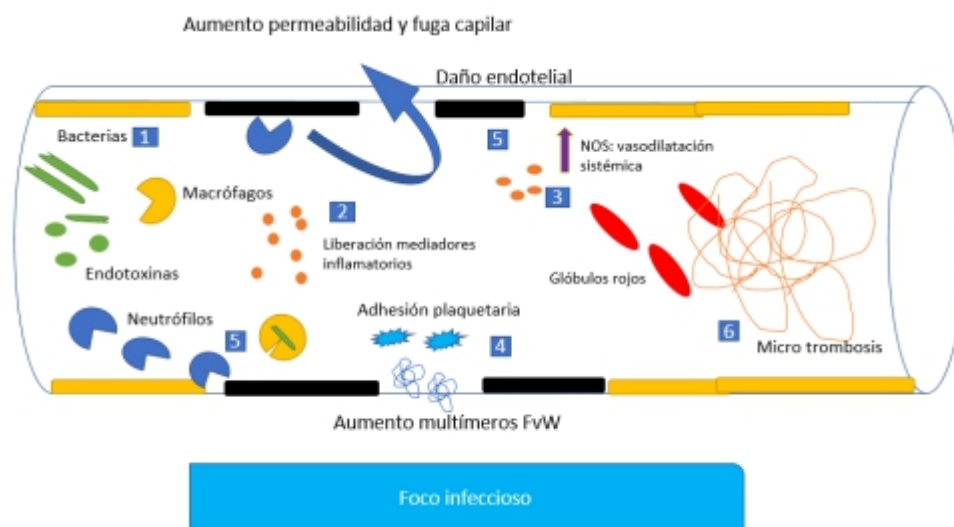 Aumento permeabilidad y fuga capilar
Daño endotelial
Bacterias 1
5
NOS: vasodilatación
sistémica
Macrófagos
2
3
Liberación mediadores
inflamatorios
Endotoxinas
Glóbulos rojos
Neutrófilos
Adhesión plaquetaria
5
4
6
Micro trombosis
Aumento multímeros FvW
Foco infeccioso